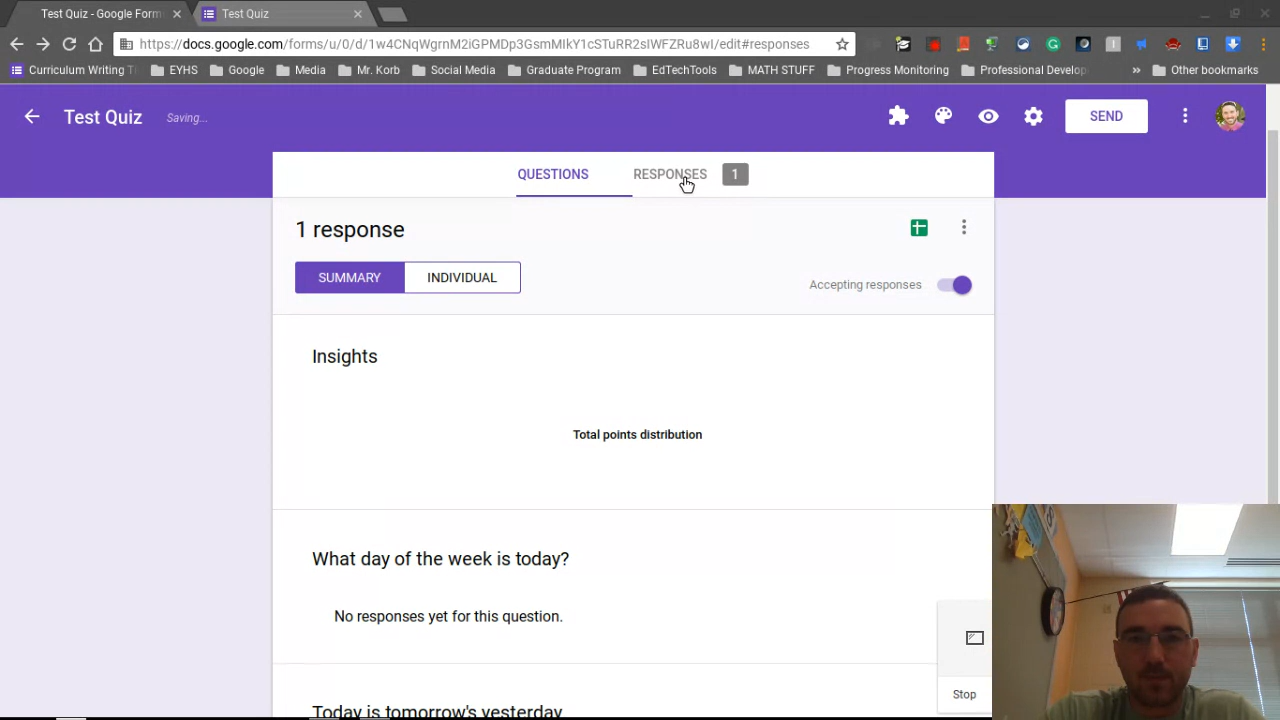 Test Quiz - Google Form
Test Quiz
https://docs.google.com/forms/u/0/d/1w4CNqWgrnM2iGPMDp3GsmMIkY1cSTuRR2sIWFZRu8wI/edit#responses
Curriculum Writing T EYHS Google Media Mr. Korb Social Media Graduate Program EdTechTools MATH STUFF Progress Monitoring Professional Develop » Other bookmarks
Test Quiz Saving... SEND
QUESTIONS RESPONSES 1
1 response
SUMMARY INDIVIDUAL
Accepting responses
Insights
Total points distribution
What day of the week is today?
No responses yet for this question.
Stop
Today is tomorrow's yesterday